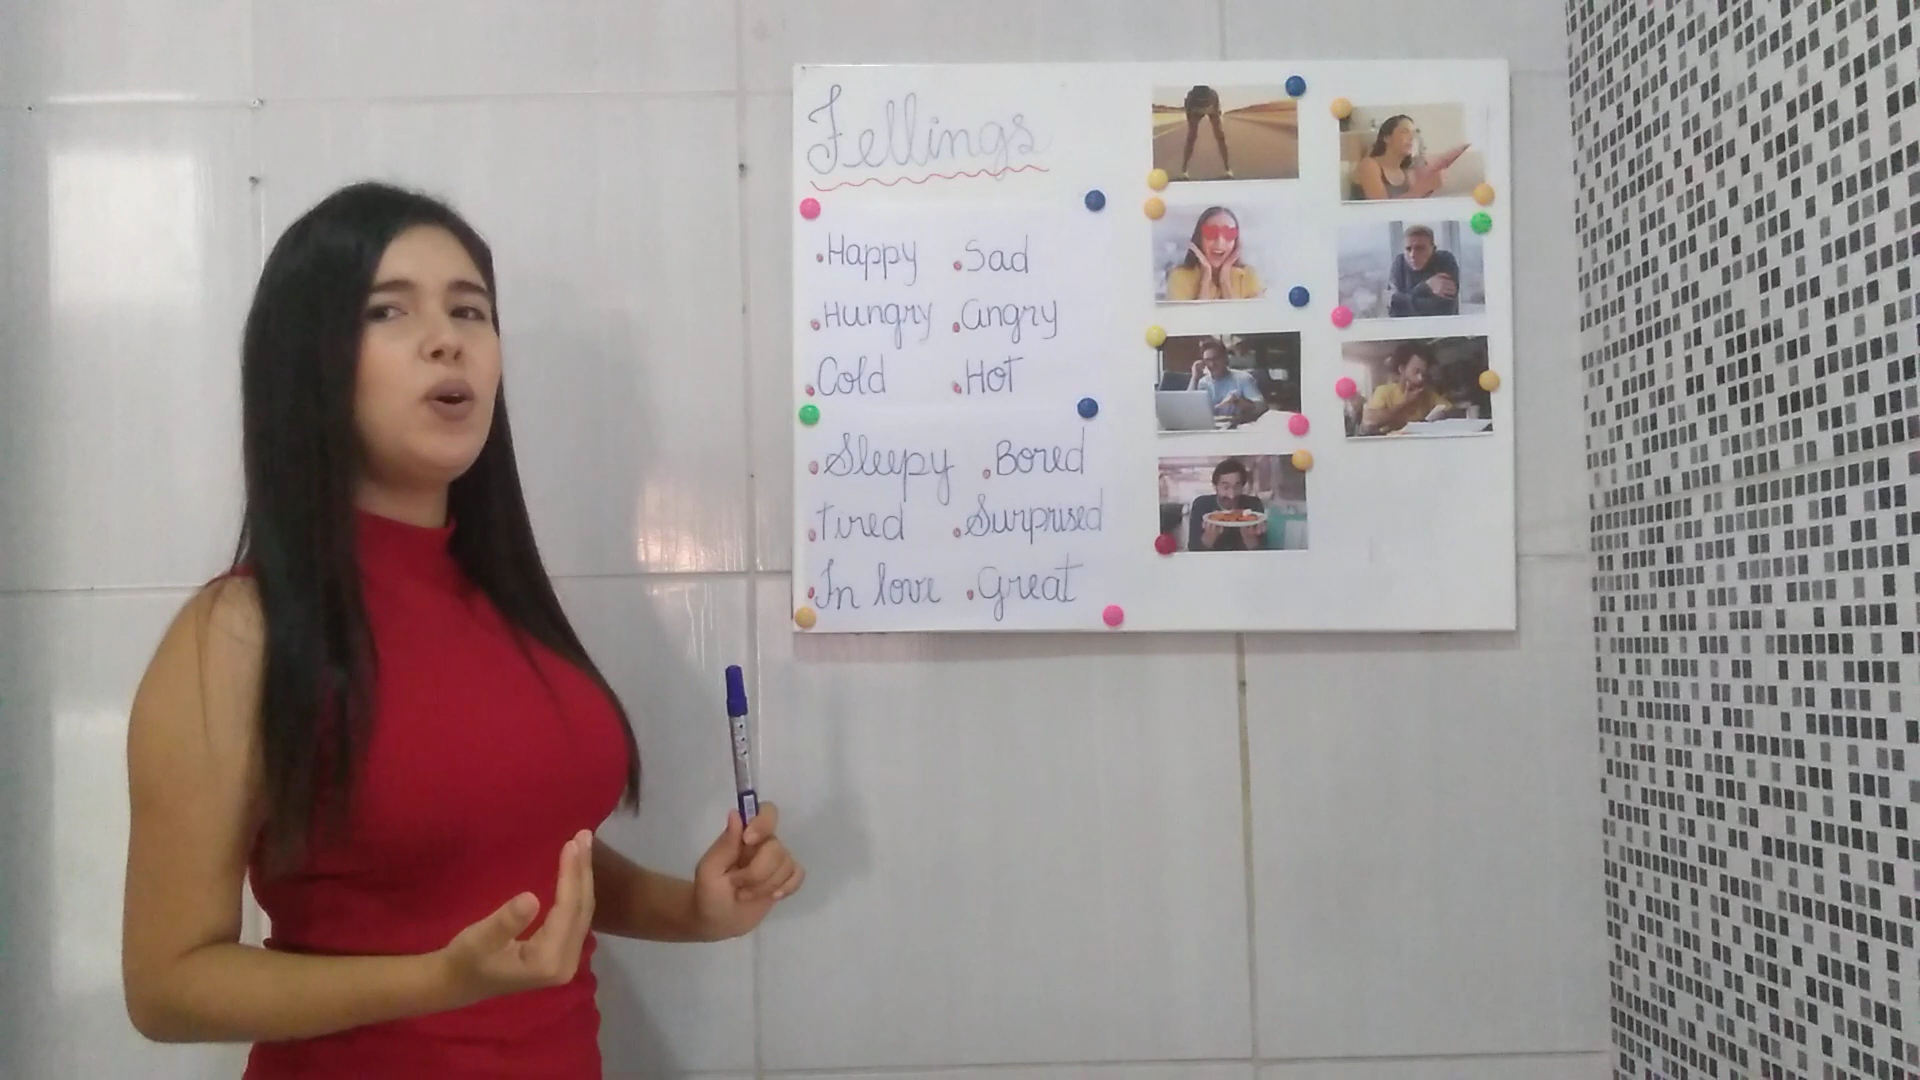 Fellings
Happy Sad
Hungry angry
Cold Hot
Sleepy Bored
Tired Surprised
In love Great